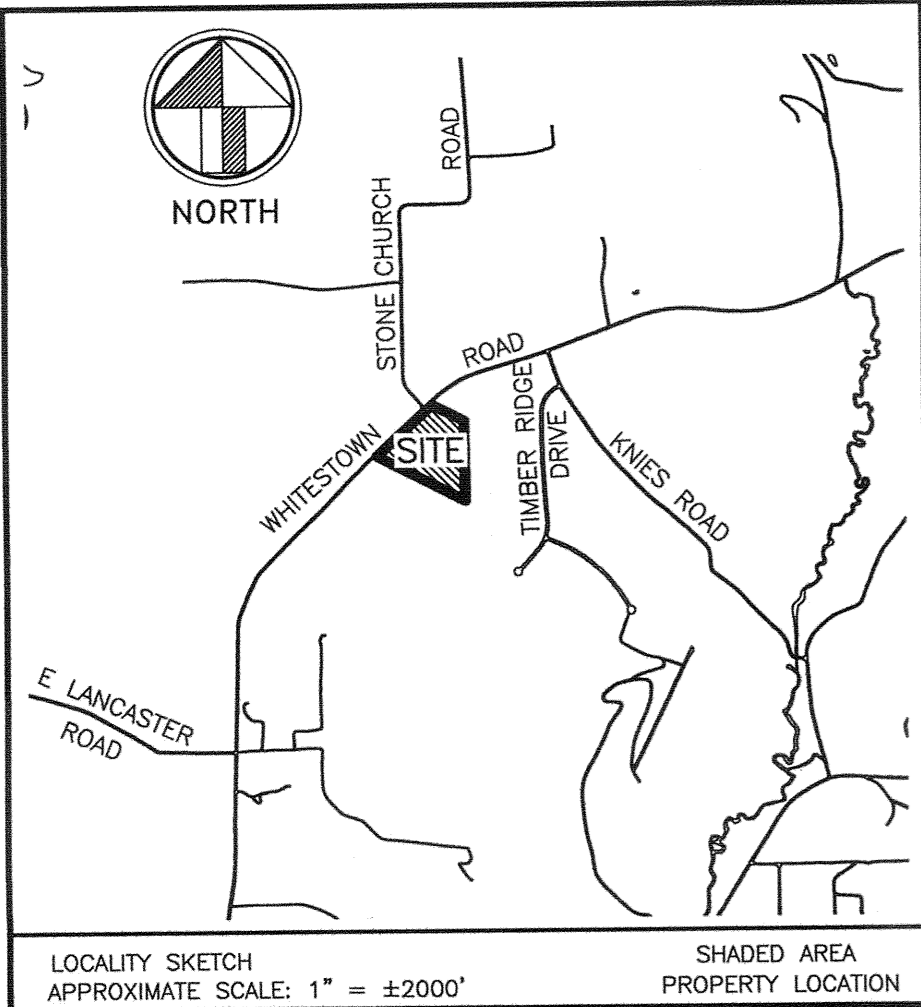 NORTH
STONE CHURCH ROAD
WHITESTOWN ROAD
SITE
TIMBER RIDGE
DRIVE
KNIES ROAD
E LANCASTER
ROAD
LOCALITY SKETCH
APPROXIMATE SCALE: 1" = ±2000'
SHADED AREA
PROPERTY LOCATION